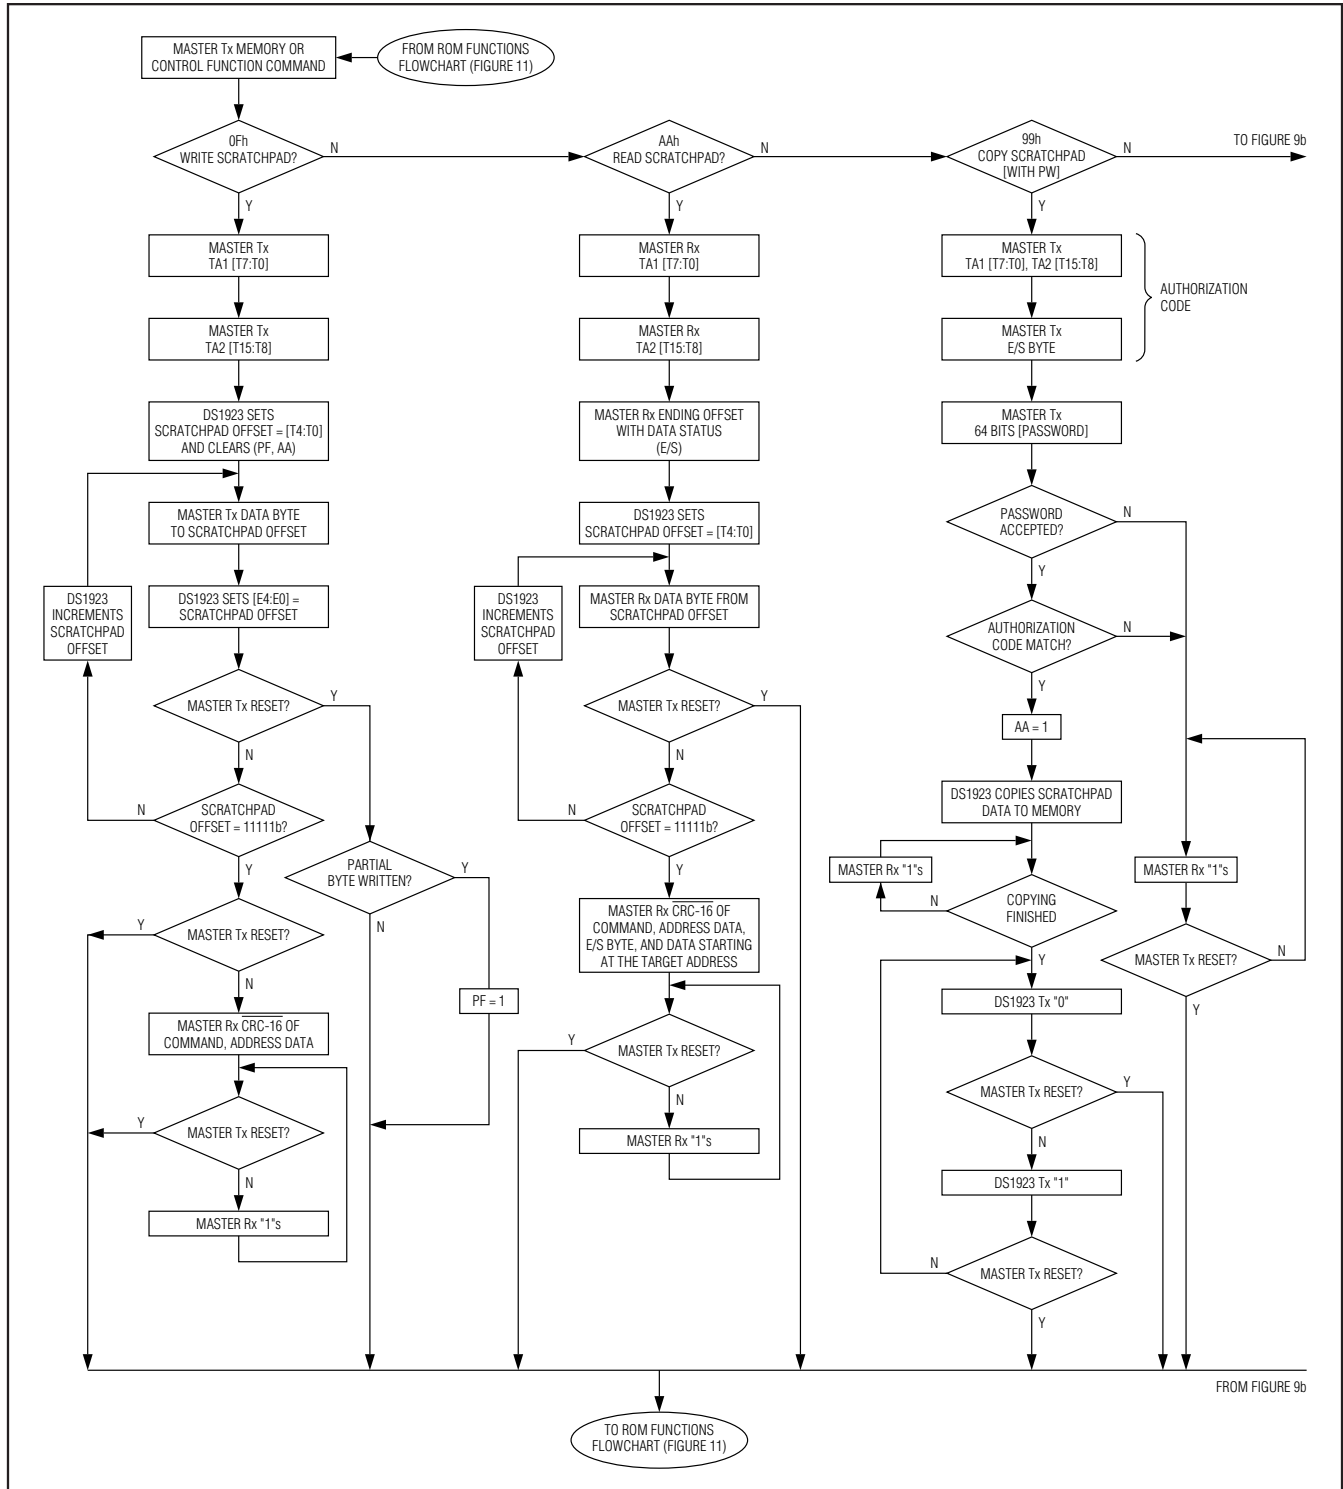 MASTER Tx MEMORY OR
CONTROL FUNCTION COMMAND
FROM ROM FUNCTIONS
FLOWCHART (FIGURE 11)
0Fh
WRITE SCRATCHPAD?
N
Y
AAh
READ SCRATCHPAD?
N
Y
99h
COPY SCRATCHPAD
[WITH PW]
N
Y
TO FIGURE 9b
MASTER Tx
TA1 [T7:T0]
MASTER Tx
TA2 [T15:T8]
DS1923 SETS
SCRATCHPAD OFFSET = [T4:T0]
AND CLEARS (PF, AA)
MASTER Tx DATA BYTE
TO SCRATCHPAD OFFSET
DS1923
INCREMENTS
SCRATCHPAD
OFFSET
DS1923 SETS [E4:E0] =
SCRATCHPAD OFFSET
MASTER Tx RESET?
Y
N
SCRATCHPAD
OFFSET = 11111b?
N
Y
PARTIAL
BYTE WRITTEN?
Y
N
PF = 1
MASTER Tx RESET?
Y
N
MASTER Rx CRC-16 OF
COMMAND, ADDRESS DATA
MASTER Tx RESET?
Y
N
MASTER Rx "1"s
MASTER Rx
TA1 [T7:T0]
MASTER Rx
TA2 [T15:T8]
MASTER Rx ENDING OFFSET
WITH DATA STATUS
(E/S)
DS1923 SETS
SCRATCHPAD OFFSET = [T4:T0]
DS1923
INCREMENTS
SCRATCHPAD
OFFSET
MASTER Rx DATA BYTE FROM
SCRATCHPAD OFFSET
MASTER Tx RESET?
Y
N
SCRATCHPAD
OFFSET = 11111b?
N
Y
MASTER Rx CRC-16 OF
COMMAND, ADDRESS DATA,
E/S BYTE, AND DATA STARTING
AT THE TARGET ADDRESS
MASTER Tx RESET?
Y
N
MASTER Rx "1"s
MASTER Tx
TA1 [T7:T0], TA2 [T15:T8]
MASTER Tx
E/S BYTE
AUTHORIZATION
CODE
MASTER Tx
64 BITS [PASSWORD]
PASSWORD
ACCEPTED?
N
Y
AUTHORIZATION
CODE MATCH?
N
Y
AA = 1
DS1923 COPIES SCRATCHPAD
DATA TO MEMORY
MASTER Rx "1"s
COPYING
FINISHED
N
Y
MASTER Rx "1"s
MASTER Tx RESET?
N
Y
DS1923 Tx "0"
MASTER Tx RESET?
Y
N
DS1923 Tx "1"
MASTER Tx RESET?
N
Y
FROM FIGURE 9b
TO ROM FUNCTIONS
FLOWCHART (FIGURE 11)